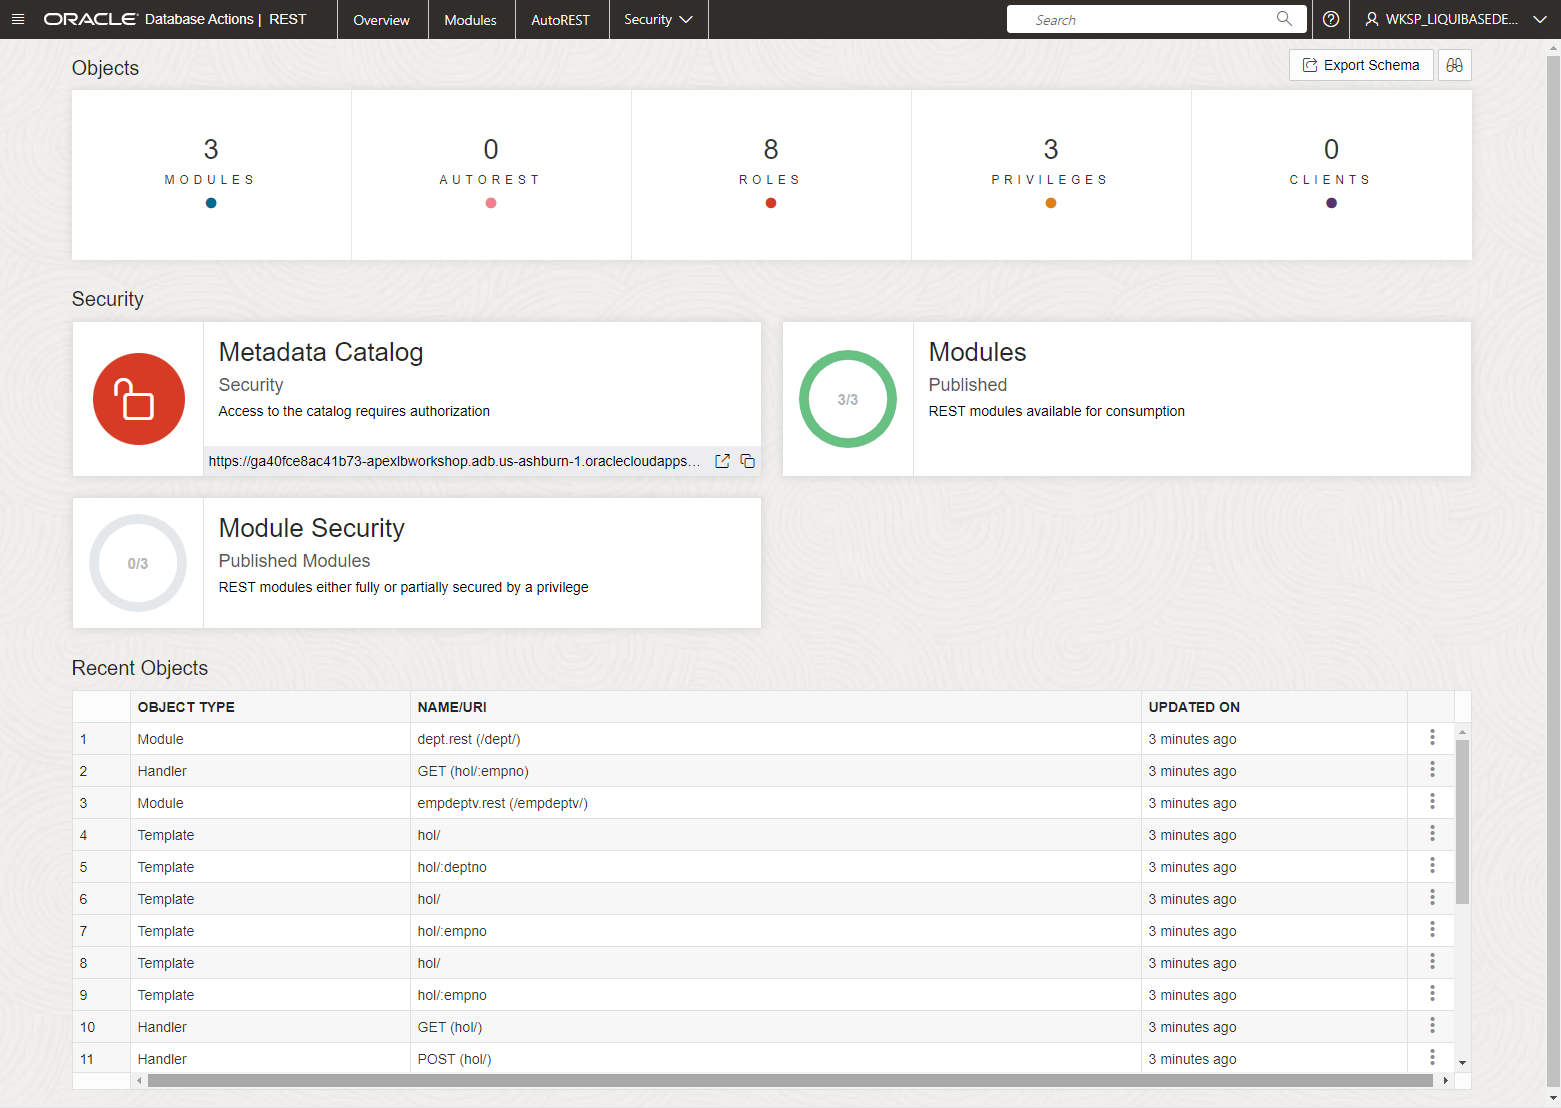 ORACLE Database Actions | REST Overview Modules AutoREST Security Search WKSP_LIQUIBASEDE...
Objects
Export Schema
3 0 8 3 0
MODULES AUTOREST ROLES PRIVILEGES CLIENTS
Security
Metadata Catalog
Security
Access to the catalog requires authorization
https://ga40fce8ac41b73-apexlbworkshop.adb.us-ashburn-1.oraclecloudapps...
3/3
Modules
Published
REST modules available for consumption
0/3
Module Security
Published Modules
REST modules either fully or partially secured by a privilege
Recent Objects
OBJECT TYPE NAME/URI UPDATED ON
1 Module dept.rest (/dept/) 3 minutes ago
2 Handler GET (hol/:empno) 3 minutes ago
3 Module empdeptv.rest (/empdeptv/) 3 minutes ago
4 Template hol/ 3 minutes ago
5 Template hol/:deptno 3 minutes ago
6 Template hol/ 3 minutes ago
7 Template hol/:empno 3 minutes ago
8 Template hol/ 3 minutes ago
9 Template hol/:empno 3 minutes ago
10 Handler GET (hol/) 3 minutes ago
11 Handler POST (hol/) 3 minutes ago